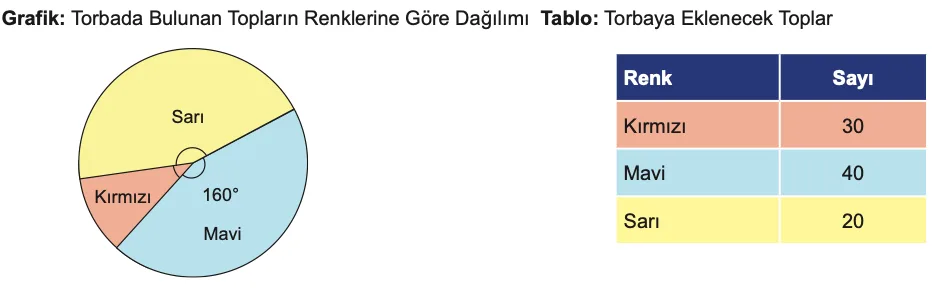 Grafik: Torbada Bulunan Topların Renklerine Göre Dağılımı
Sarı
Kırmızı
160°
Mavi
Tablo: Torbaya Eklenecek Toplar
Renk Sayı
Kırmızı 30
Mavi 40
Sarı 20